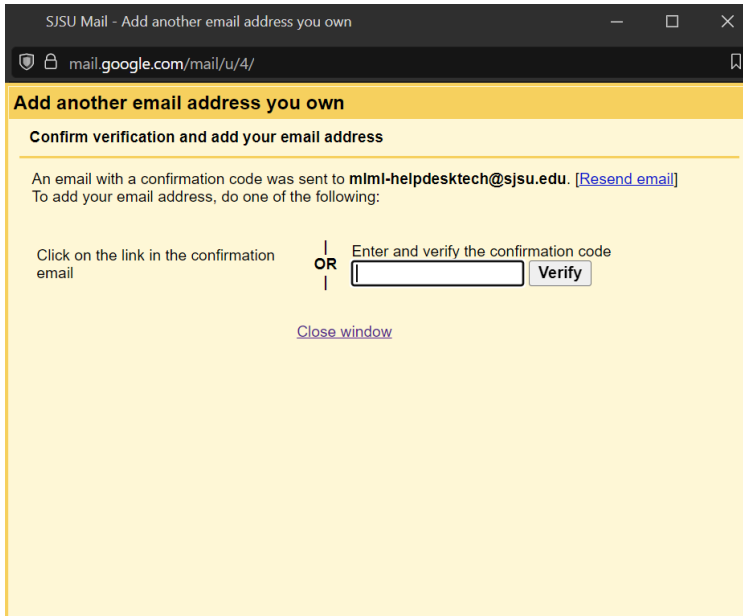 SJSU Mail - Add another email address you own
mail.google.com/mail/u/4/
Add another email address you own
Confirm verification and add your email address
An email with a confirmation code was sent to mlml-helpdesktech@sjsu.edu. [Resend email]
To add your email address, do one of the following:
Click on the link in the confirmation
email
|
OR
|
Enter and verify the confirmation code
Verify
Close window